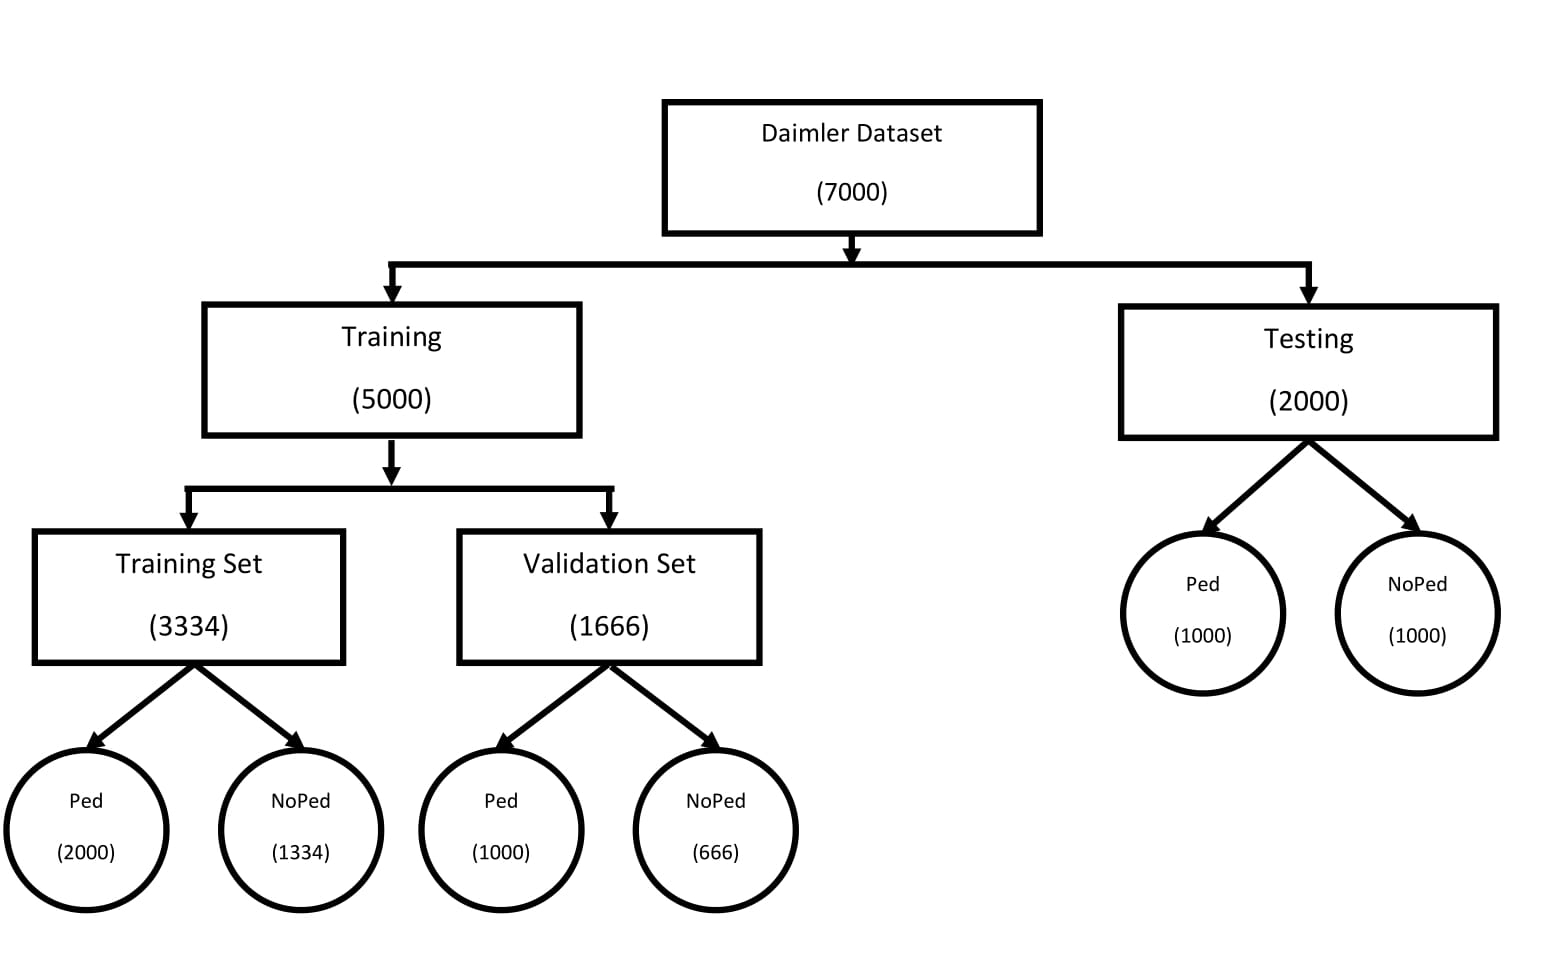 Daimler Dataset
(7000)
Training
(5000)
Testing
(2000)
Training Set
(3334)
Validation Set
(1666)
Ped
(1000)
NoPed
(1000)
Ped
(2000)
NoPed
(1334)
Ped
(1000)
NoPed
(666)